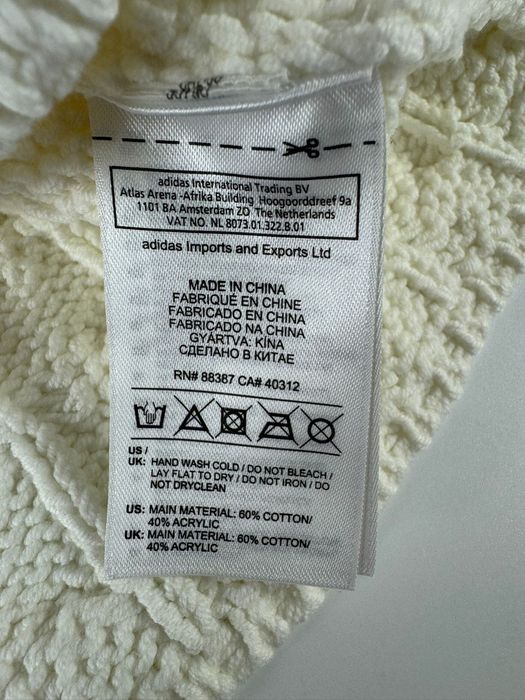 adidas International Trading BV
Atlas Arena -Afrika Building Hoogoorddreef 9a
1101 BA Amsterdam ZO The Netherlands
VAT NO. NL 8073.01.322.B.01
adidas Imports and Exports Ltd
MADE IN CHINA
FABRIQUÉ EN CHINE
FABRICADO EN CHINA
FABRICADO NA CHINA
GYÁRTVA: KÍNA
СДЕЛАНО В КИТАЕ
RN# 88387 CA# 40312
US /
UK: HAND WASH COLD / DO NOT BLEACH /
LAY FLAT TO DRY / DO NOT IRON / DO
NOT DRYCLEAN
US: MAIN MATERIAL: 60% COTTON/
40% ACRYLIC
UK: MAIN MATERIAL: 60% COTTON/
40% ACRYLIC